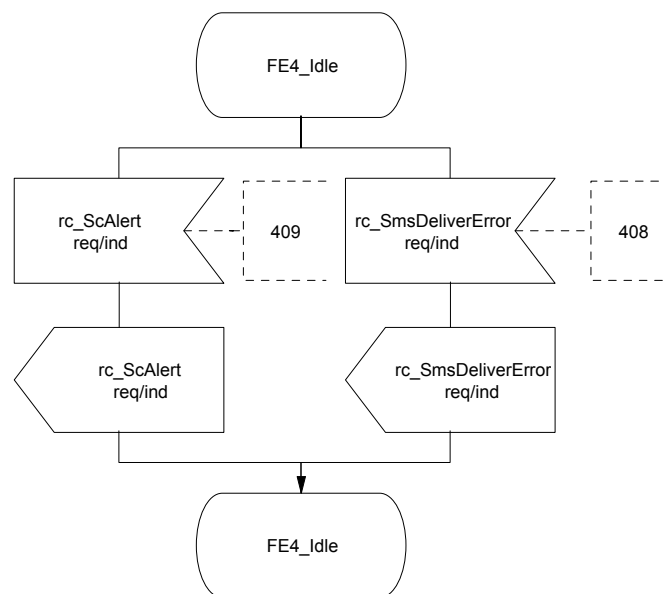 FE4_Idle
rc_ScAlert
req/ind
409
rc_SmsDeliverError
req/ind
408
rc_ScAlert
req/ind
rc_SmsDeliverError
req/ind
FE4_Idle